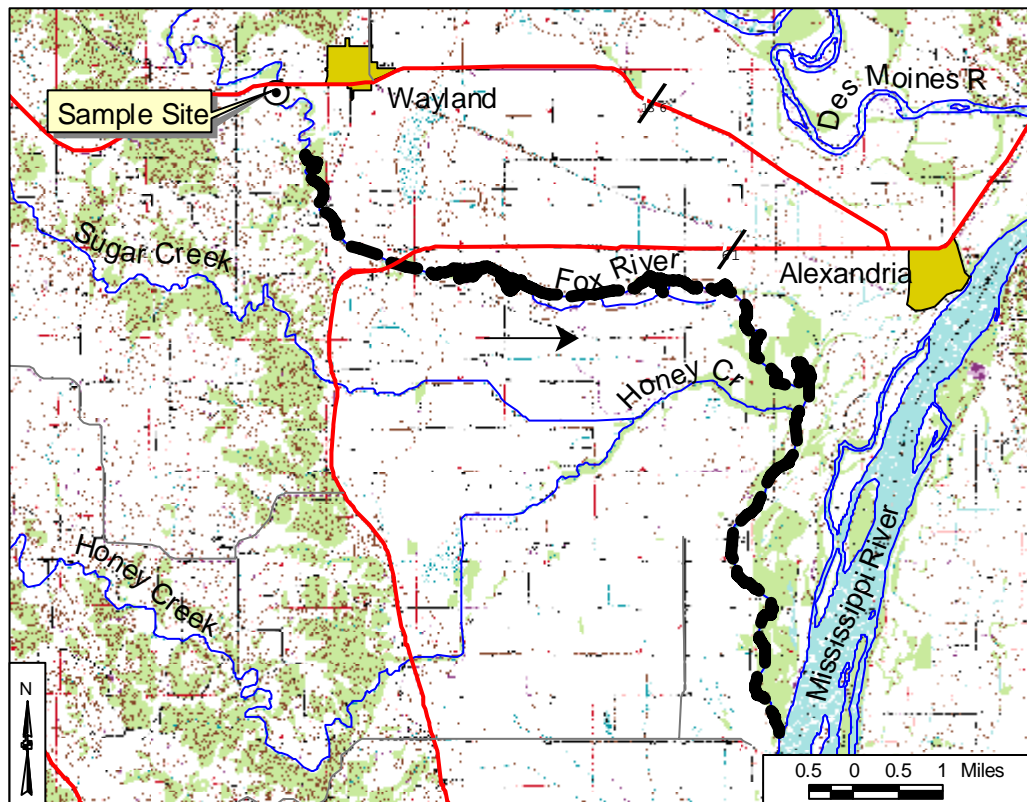 Sample Site
Wayland
Des Moines R
Sugar Creek
Fox River
61
Alexandria
Honey Cr
Honey Creek
Mississippi River
N
0.5 0 0.5 1 Miles